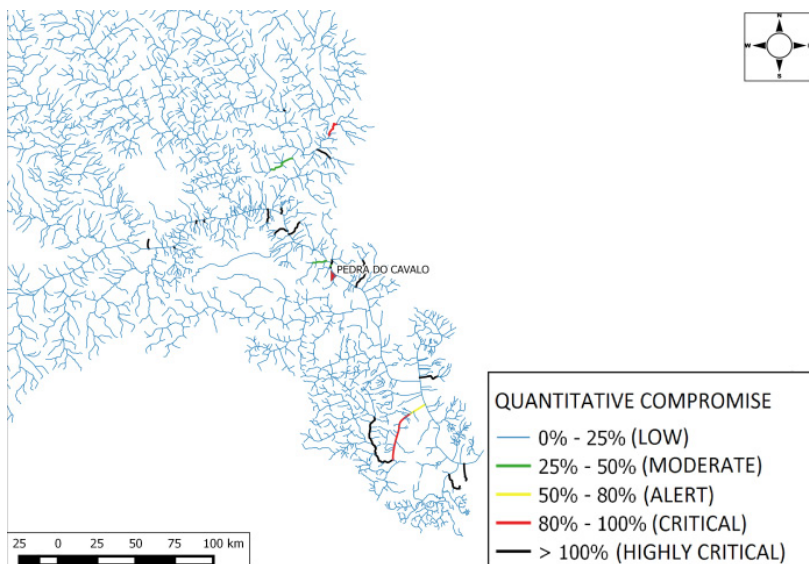 N
W E
S
PEDRA DO CAVALO
QUANTITATIVE COMPROMISE
0% - 25% (LOW)
25% - 50% (MODERATE)
50% - 80% (ALERT)
80% - 100% (CRITICAL)
> 100% (HIGHLY CRITICAL)
25 0 25 50 75 100 km